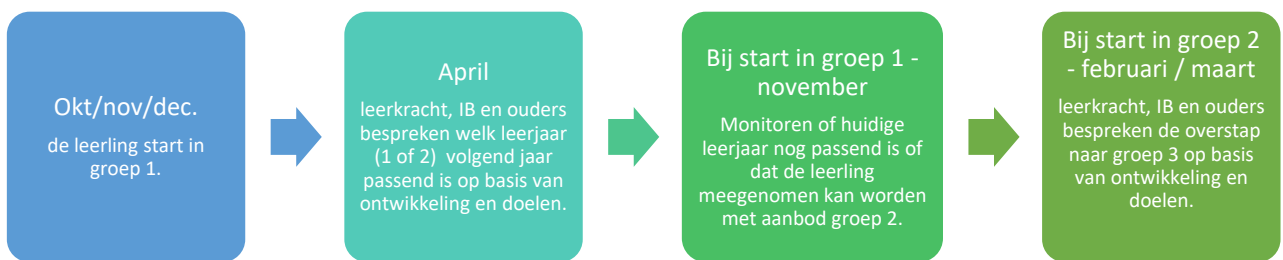 Okt/nov/dec.
de leerling start in
groep 1.
April
leerkracht, IB en ouders
bespreken welk leerjaar
(1 of 2) volgend jaar
passend is op basis van
ontwikkeling en doelen.
Bij start in groep 1 -
november
Monitoren of huidige
leerjaar nog passend is of
dat de leerling
meegenomen kan worden
met aanbod groep 2.
Bij start in groep 2
- februari / maart
leerkracht, IB en ouders
bespreken de overstap
naar groep 3 op basis
van ontwikkeling en
doelen.